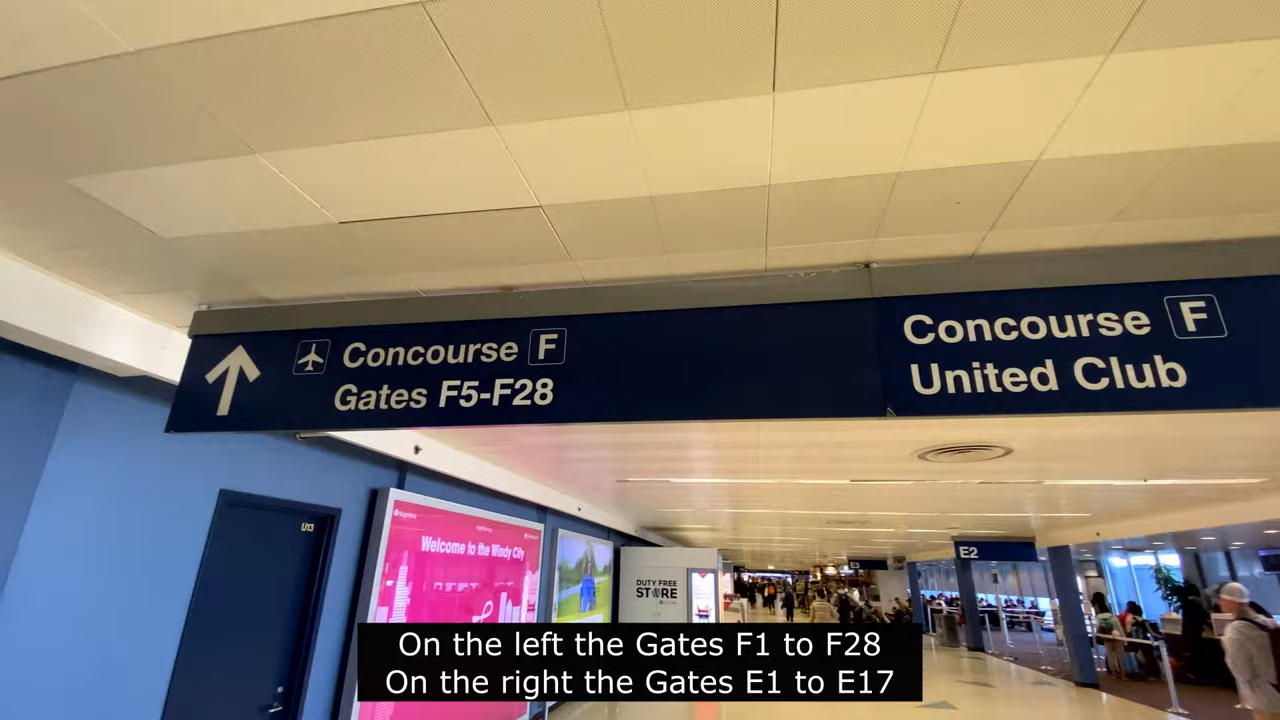 Concourse F
Gates F5-F28
Concourse F
United Club
U13
Welcome to the Windy City
DUTY FREE
STORE
E2
On the left the Gates F1 to F28
On the right the Gates E1 to E17